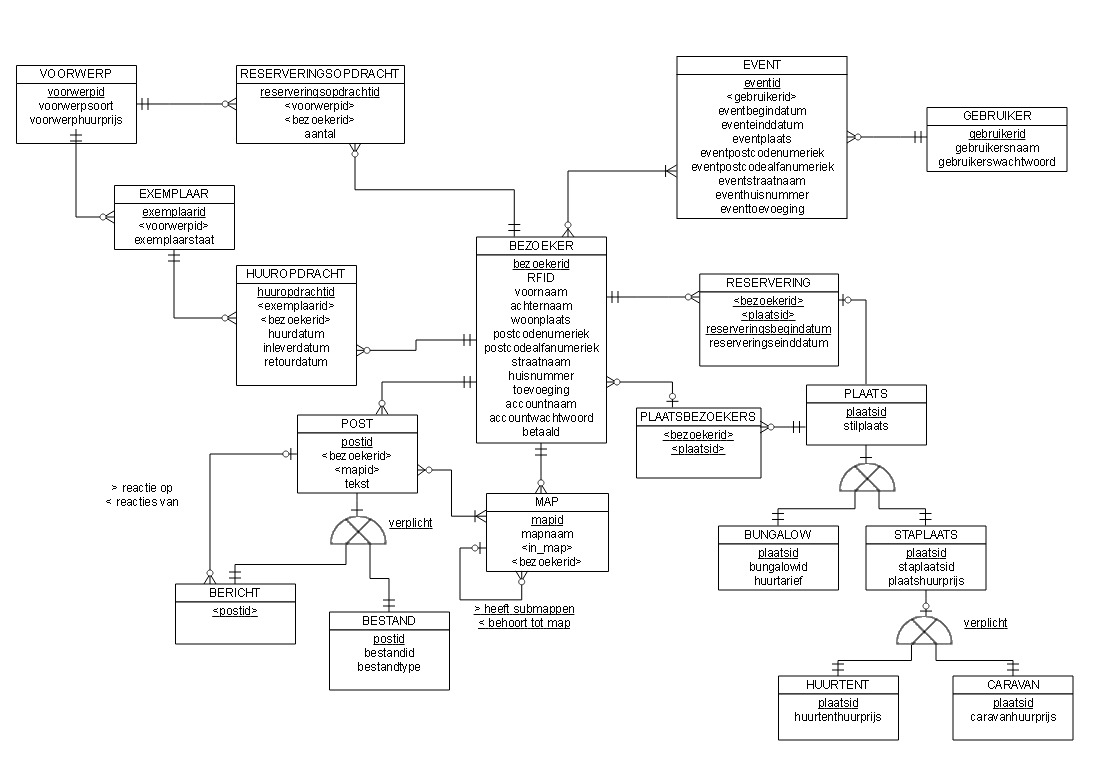 VOORWERP
voorwerpid
voorwerpsoort
voorwerphuurprijs
RESERVERINGSOPDRACHT
reserveringsopdrachtid
<voorwerpid>
<bezoekerid>
aantal
EVENT
eventid
<gebruikerid>
eventbegindatum
eventeinddatum
eventplaats
eventpostcodenumeriek
eventpostcodealfanumeriek
eventstraatnaam
eventhuisnummer
eventtoevoeging
GEBRUIKER
gebruikerid
gebruikersnaam
gebruikerswachtwoord
EXEMPLAAR
exemplaarid
<voorwerpid>
exemplaarstaat
HUUROPDRACHT
huuropdrachtid
<exemplaarid>
<bezoekerid>
huurdatum
inleverdatum
retourdatum
BEZOEKER
bezoekerid
RFID
voornaam
achternaam
woonplaats
postcodenumeriek
postcodealfanumeriek
straatnaam
huisnummer
toevoeging
accountnaam
accountwachtwoord
betaald
RESERVERING
<bezoekerid>
<plaatsid>
reserveringsbegindatum
reserveringseinddatum
PLAATS
plaatsid
stilplaats
PLAATSBEZOEKERS
<bezoekerid>
<plaatsid>
POST
postid
<bezoekerid>
<mapid>
tekst
> reactie op
< reacties van
verplicht
MAP
mapid
mapnaam
<in_map>
<bezoekerid>
> heeft submappen
< behoort tot map
BERICHT
<postid>
BESTAND
postid
bestandid
bestandtype
BUNGALOW
plaatsid
bungalowid
huurtarief
STAPLAATS
plaatsid
staplaatsid
plaatshuurprijs
verplicht
HUURTENT
plaatsid
huurtenthuurprijs
CARAVAN
plaatsid
caravanhuurprijs